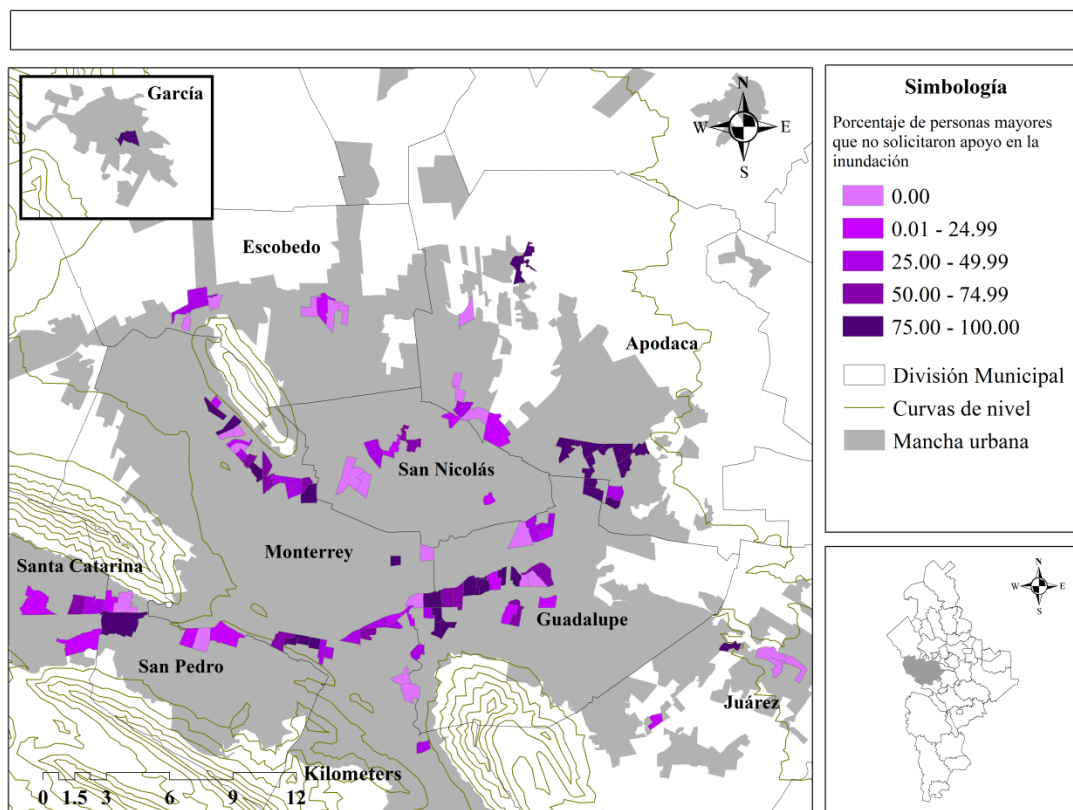 García
N
W E
S
Escobedo
Apodaca
San Nicolás
Monterrey
Santa Catarina
Guadalupe
San Pedro
Juárez
Kilometers
0 1.5 3 6 9 12
Simbología
Porcentaje de personas mayores
que no solicitaron apoyo en la
inundación
0.00
0.01 - 24.99
25.00 - 49.99
50.00 - 74.99
75.00 - 100.00
División Municipal
Curvas de nivel
Mancha urbana
N
W E
S